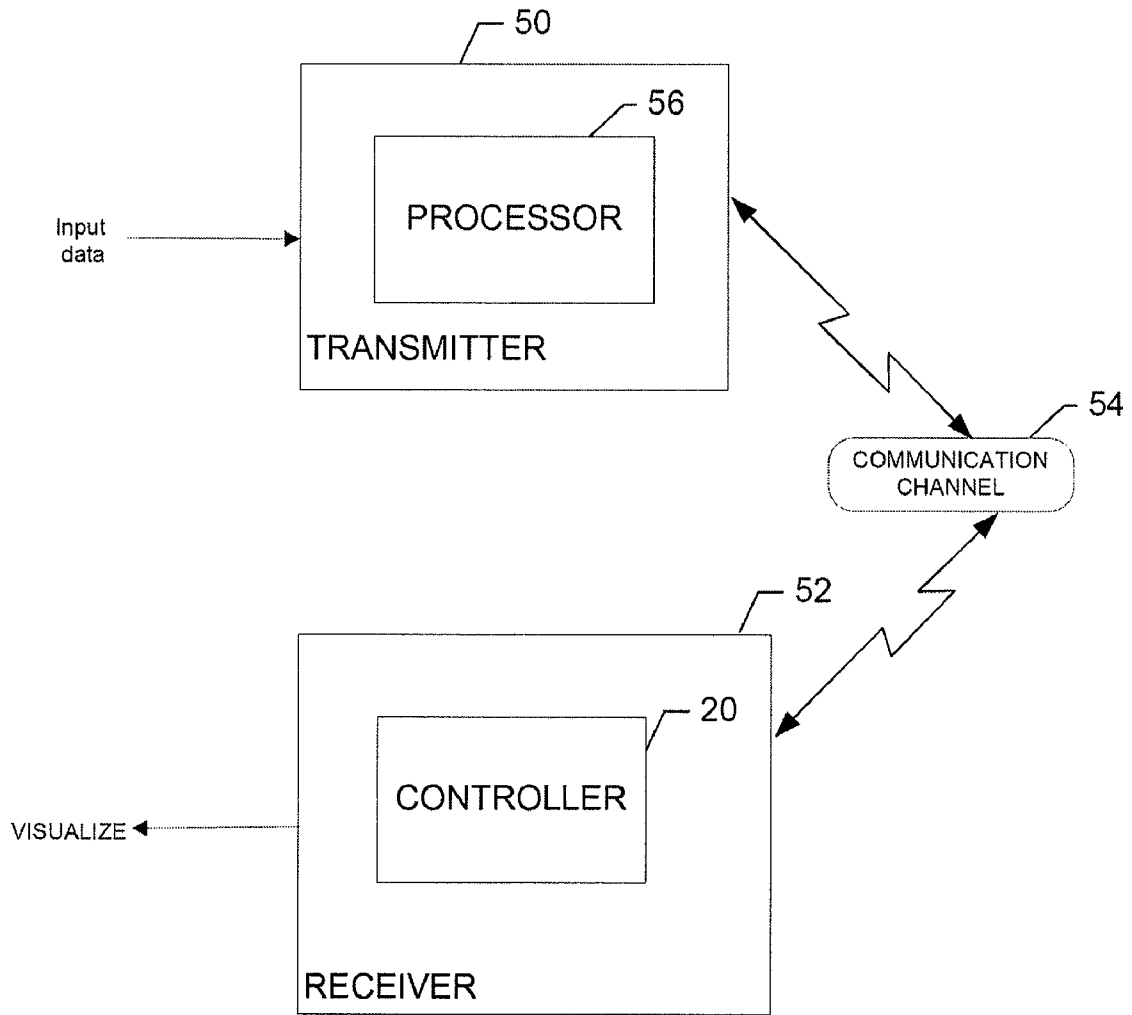 50
56
PROCESSOR
Input
data
TRANSMITTER
54
COMMUNICATION
CHANNEL
52
20
CONTROLLER
VISUALIZE
RECEIVER